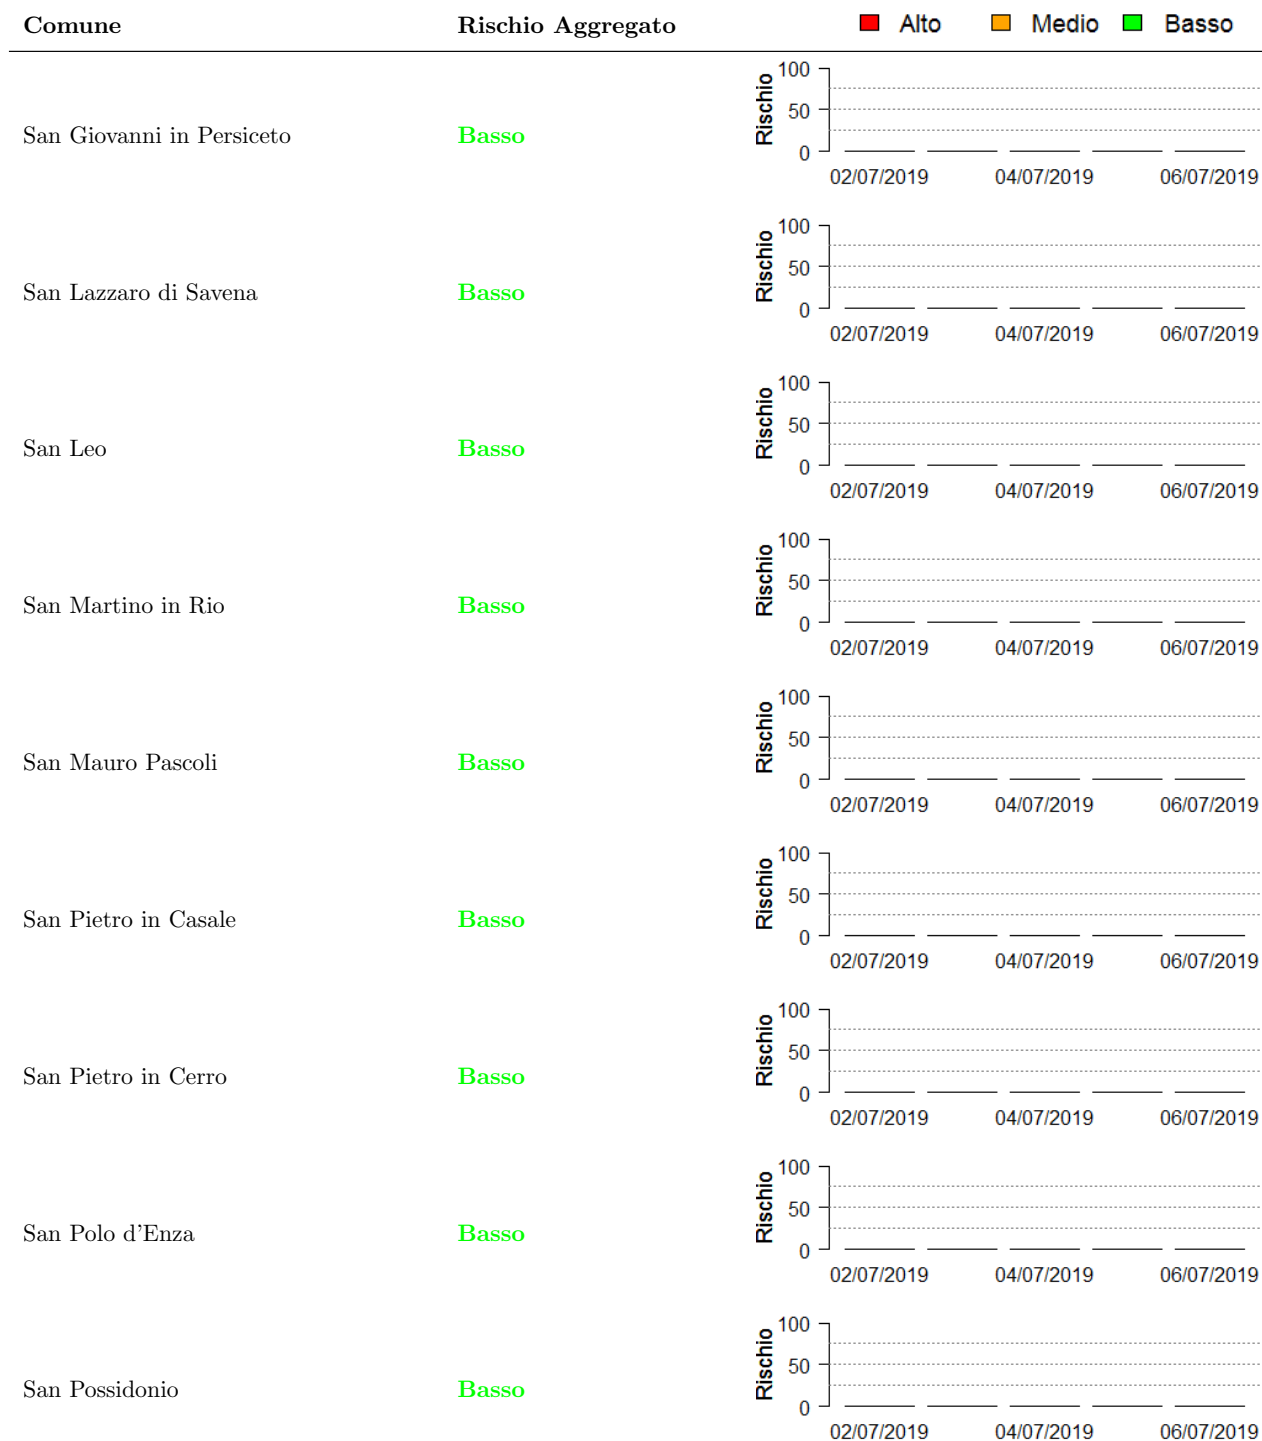 Comune Rischio Aggregato Alto Medio Basso
San Giovanni in Persiceto Basso Rischio 100 50 0
02/07/2019 04/07/2019 06/07/2019
San Lazzaro di Savena Basso Rischio 100 50 0
02/07/2019 04/07/2019 06/07/2019
San Leo Basso Rischio 100 50 0
02/07/2019 04/07/2019 06/07/2019
San Martino in Rio Basso Rischio 100 50 0
02/07/2019 04/07/2019 06/07/2019
San Mauro Pascoli Basso Rischio 100 50 0
02/07/2019 04/07/2019 06/07/2019
San Pietro in Casale Basso Rischio 100 50 0
02/07/2019 04/07/2019 06/07/2019
San Pietro in Cerro Basso Rischio 100 50 0
02/07/2019 04/07/2019 06/07/2019
San Polo d'Enza Basso Rischio 100 50 0
02/07/2019 04/07/2019 06/07/2019
San Possidonio Basso Rischio 100 50 0
02/07/2019 04/07/2019 06/07/2019